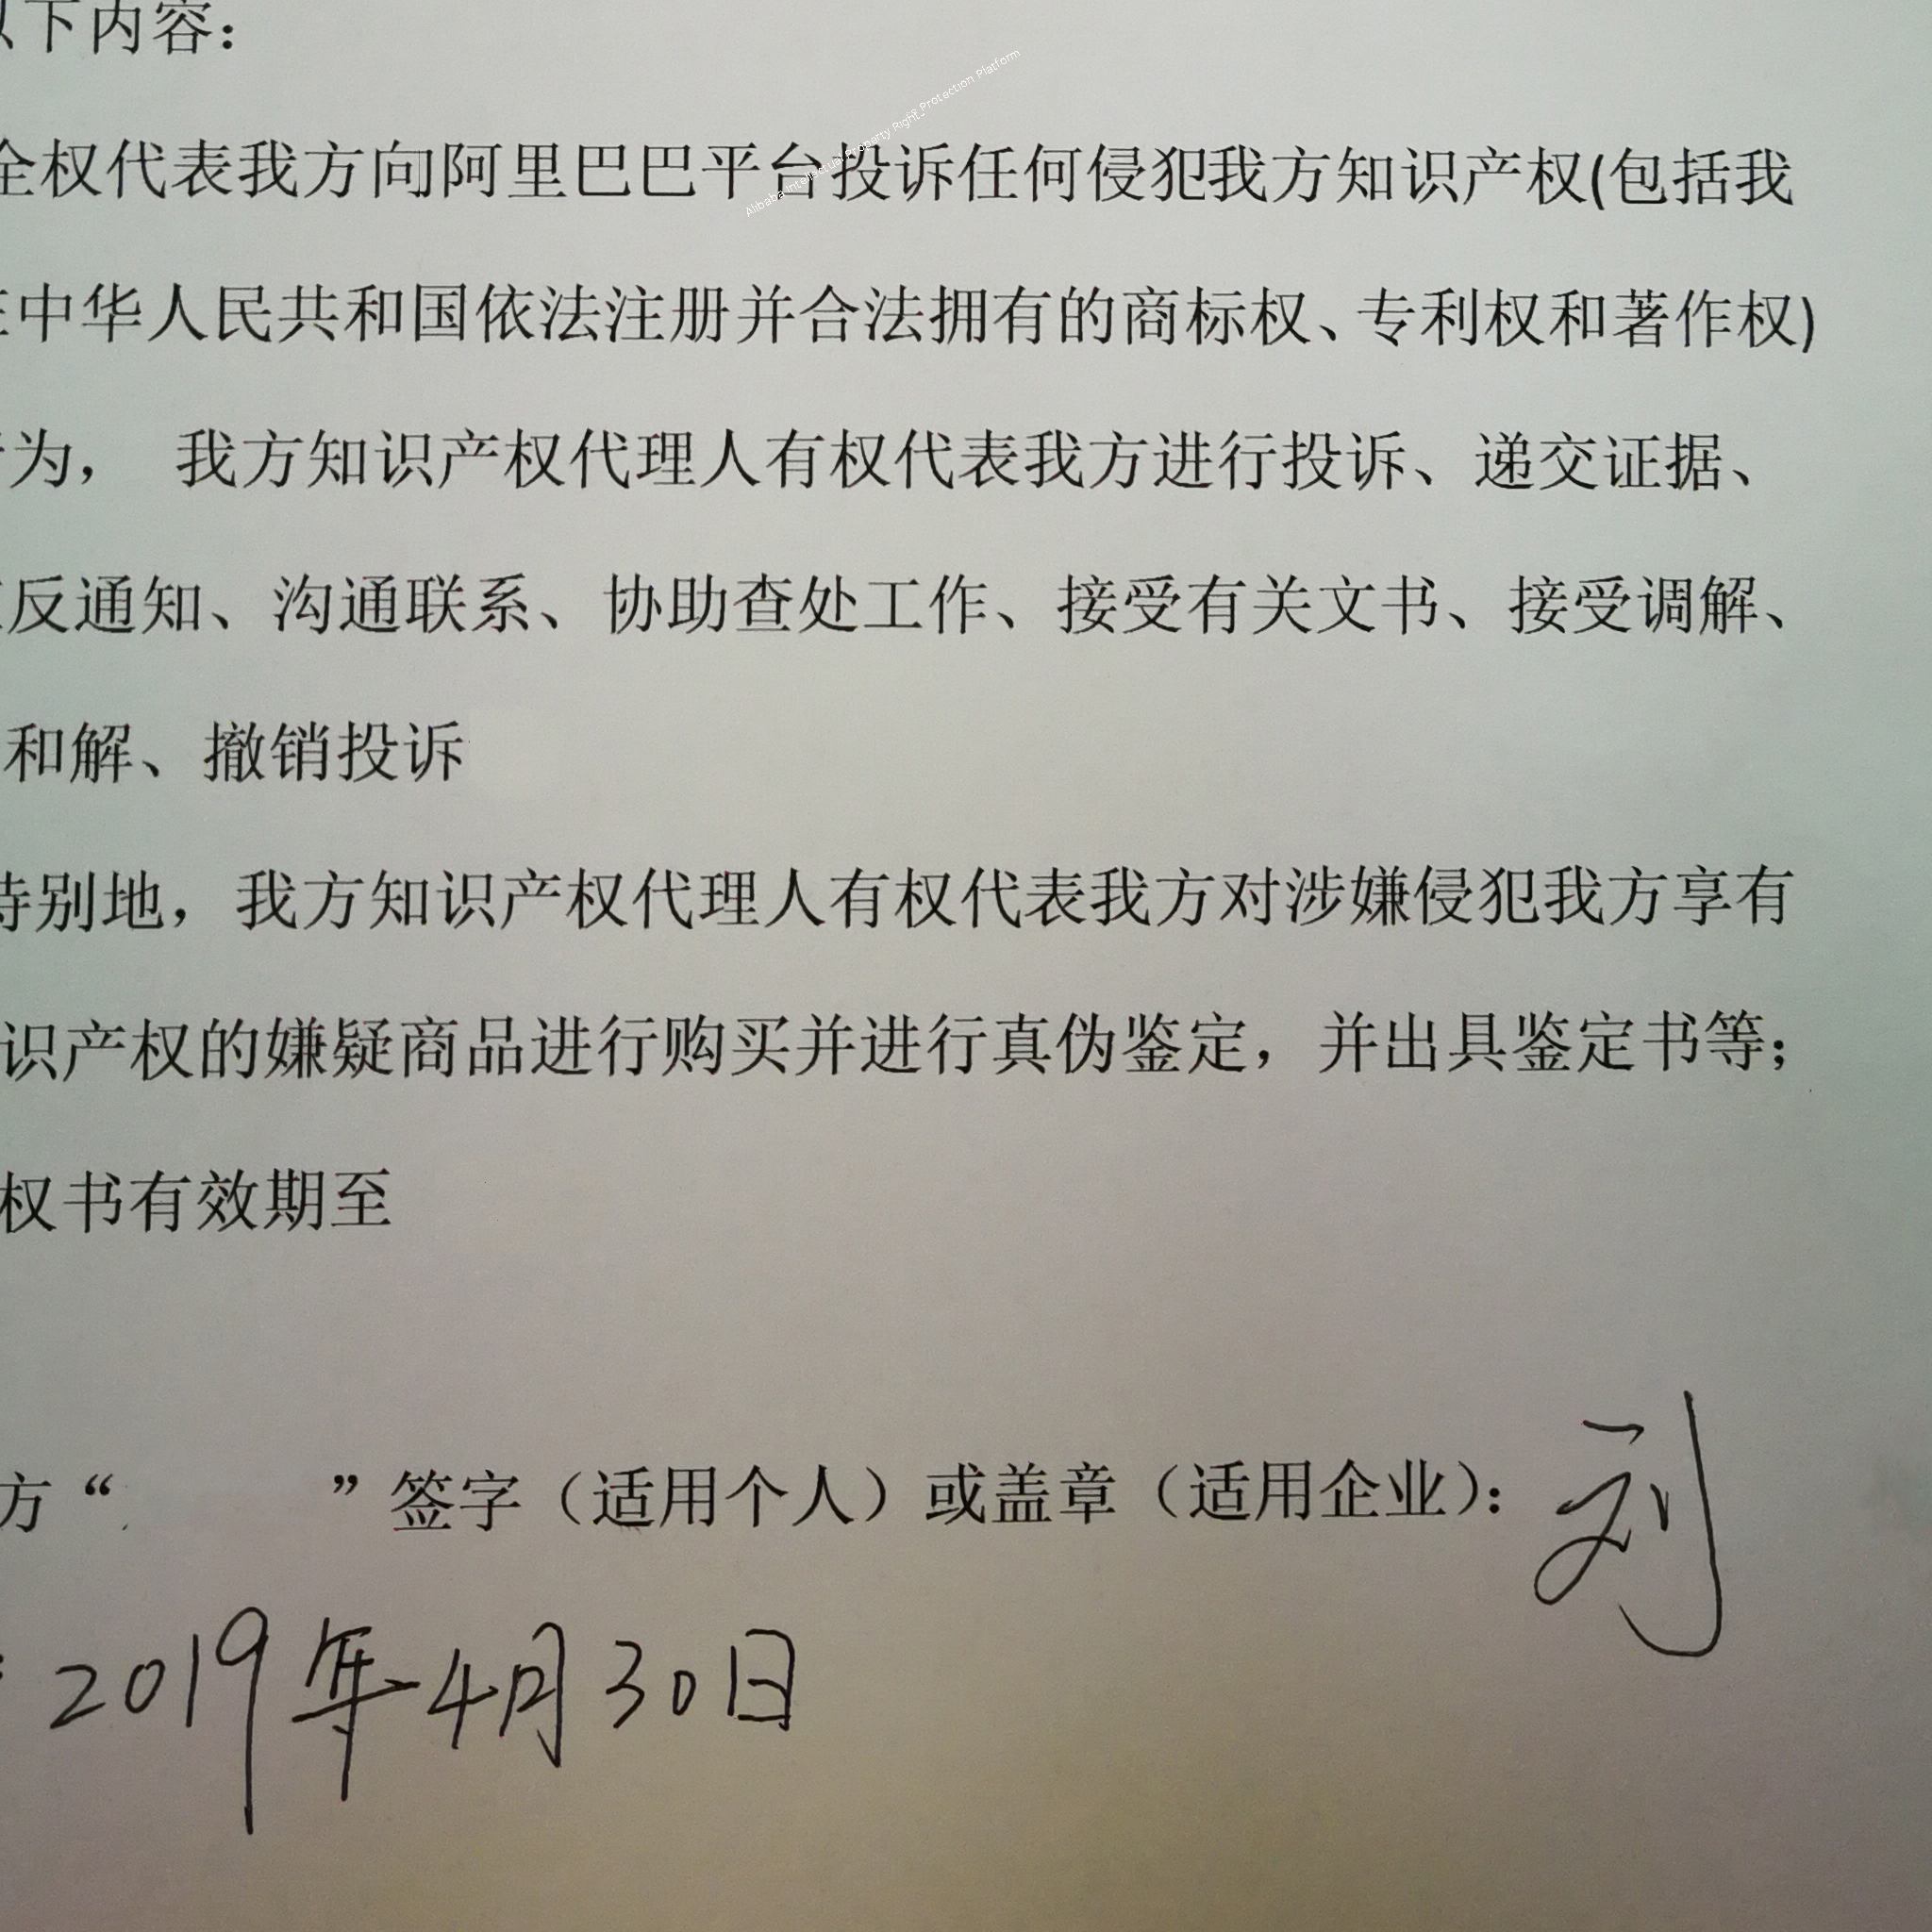 以下内容：
全权代表我方向阿里巴巴平台投诉任何侵犯我方知识产权(包括我
在中华人民共和国依法注册并合法拥有的商标权、专利权和著作权)
为， 我方知识产权代理人有权代表我方进行投诉、递交证据、
反通知、沟通联系、协助查处工作、接受有关文书、接受调解、
和解、撤销投诉
特别地，我方知识产权代理人有权代表我方对涉嫌侵犯我方享有
识产权的嫌疑商品进行购买并进行真伪鉴定，并出具鉴定书等；
权书有效期至
方“ ”签字（适用个人）或盖章（适用企业）：刘
2019年4月30日
Alibaba Intellectual Property Right Protection Platform